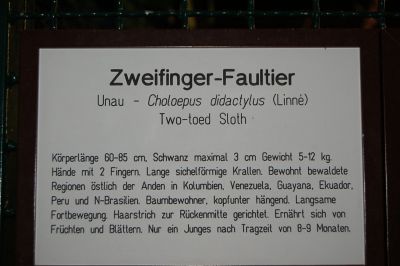 Zweifinger-Faultier
Unau - Choloepus didactylus (Linné)
Two-toed Sloth
Körperlänge 60-85 cm, Schwanz maximal 3 cm Gewicht 5-12 kg.
Hände mit 2 Fingern. Lange sichelförmige Krallen. Bewohnt bewaldete
Regionen östlich der Anden in Kolumbien, Venezuela, Guayana, Ekuador,
Peru und N-Brasilien. Baumbewohner, kopfunter hängend. Langsame
Fortbewegung. Haarstrich zur Rückenmitte gerichtet. Ernährt sich von
Früchten und Blättern. Nur ein Junges nach Tragzeit von 8-9 Monaten.